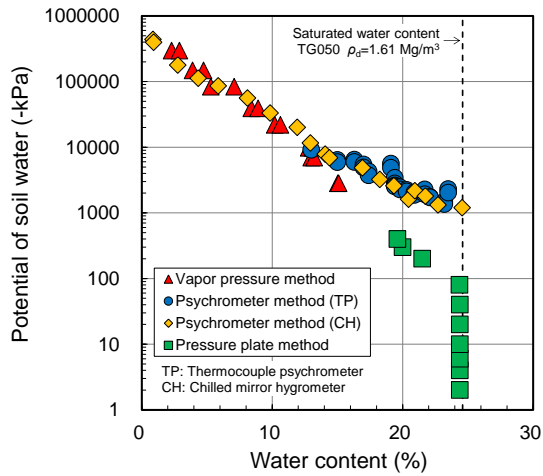 Saturated water content
TG050 ρd=1.61 Mg/m³
1000000
100000
10000
1000
100
10
1
Potential of soil water (-kPa)
Vapor pressure method
Psychrometer method (TP)
Psychrometer method (CH)
Pressure plate method
TP: Thermocouple psychrometer
CH: Chilled mirror hygrometer
0 10 20 30
Water content (%)